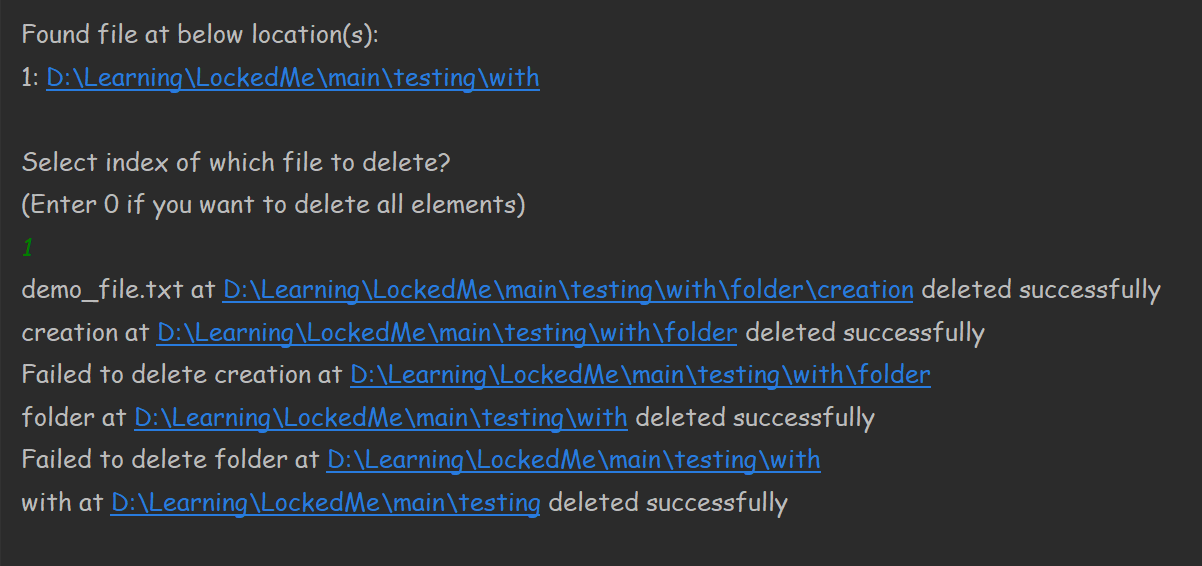 Found file at below location(s):
1: D:\Learning\LockedMe\main\testing\with
Select index of which file to delete?
(Enter 0 if you want to delete all elements)
1
demo_file.txt at D:\Learning\LockedMe\main\testing\with\folder\creation deleted successfully
creation at D:\Learning\LockedMe\main\testing\with\folder deleted successfully
Failed to delete creation at D:\Learning\LockedMe\main\testing\with\folder
folder at D:\Learning\LockedMe\main\testing\with deleted successfully
Failed to delete folder at D:\Learning\LockedMe\main\testing\with
with at D:\Learning\LockedMe\main\testing deleted successfully